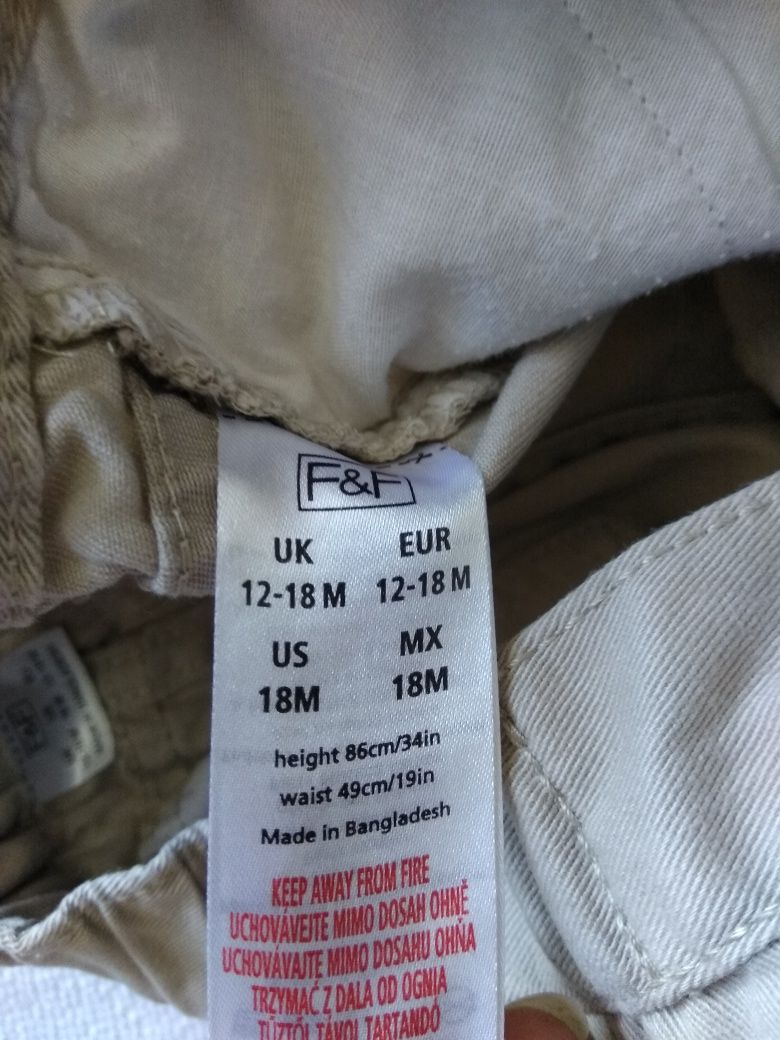 F&F
UK EUR
12-18 M 12-18 M
US MX
18M 18M
height 86cm/34in
waist 49cm/19in
Made in Bangladesh
KEEP AWAY FROM FIRE
UCHOVÁVEJTE MIMO DOSAH OHNĚ
UCHOVÁVAJTE MIMO DOSAHU OHŇA
TRZYMAĆ Z DALA OD OGNIA
TŰZTŐL TÁVOL TARTANDÓ
F&F